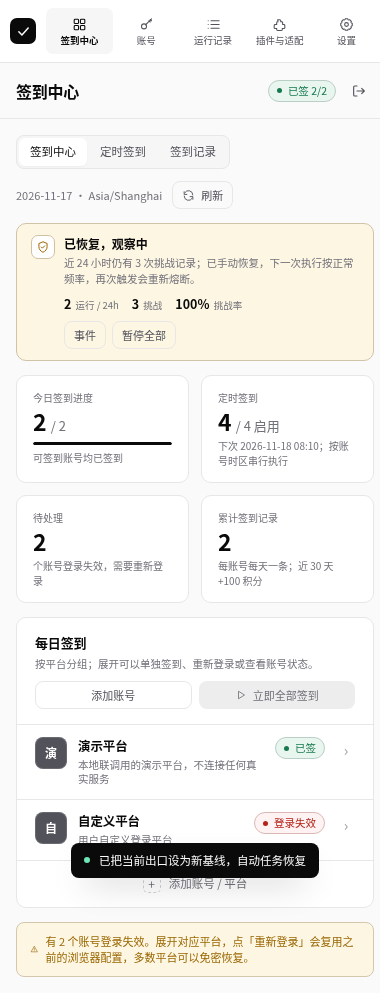 签到中心
账号
运行记录
插件与适配
设置
签到中心
已签 2/2
签到中心
定时签到
签到记录
2026-11-17 · Asia/Shanghai
刷新
已恢复，观察中
近 24 小时仍有 3 次挑战记录；已手动恢复，下一次执行按正常
频率，再次触发会重新熔断。
2 运行 / 24h 3 挑战 100% 挑战率
事件
暂停全部
今日签到进度
2 / 2
可签到账号均已签到
定时签到
4 / 4 启用
下次 2026-11-18 08:10；按账
号时区串行执行
待处理
2
个账号登录失效，需要重新登
录
累计签到记录
2
每账号每天一条；近 30 天
+100 积分
每日签到
按平台分组；展开可以单独签到、重新登录或查看账号状态。
添加账号
立即全部签到
演
演示平台
本地联调用的演示平台，不连接任何真
实服务
已签
自
自定义平台
用户自定义登录平台
登录失效
已把当前出口设为新基线，自动任务恢复
+ 添加账号 / 平台
有 2 个账号登录失效。展开对应平台，点「重新登录」会复用之
前的浏览器配置，多数平台可以免密恢复。